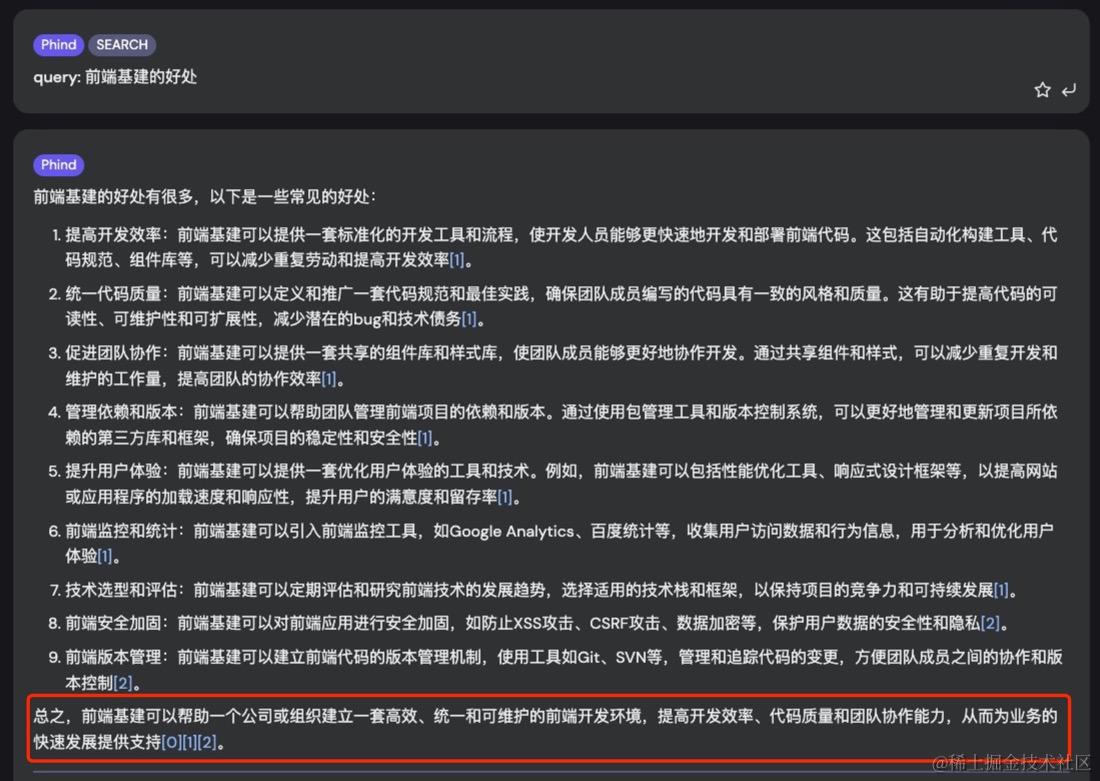 Phind SEARCH
query: 前端基建的好处
Phind
前端基建的好处有很多，以下是一些常见的好处：
1. 提高开发效率：前端基建可以提供一套标准化的开发工具和流程，使开发人员能够更快速地开发和部署前端代码。这包括自动化构建工具、代
码规范、组件库等，可以减少重复劳动和提高开发效率[1]。
2. 统一代码质量：前端基建可以定义和推广一套代码规范和最佳实践，确保团队成员编写的代码具有一致的风格和质量。这有助于提高代码的可
读性、可维护性和可扩展性，减少潜在的bug和技术债务[1]。
3. 促进团队协作：前端基建可以提供一套共享的组件库和样式库，使团队成员能够更好地协作开发。通过共享组件和样式，可以减少重复开发和
维护的工作量，提高团队的协作效率[1]。
4. 管理依赖和版本：前端基建可以帮助团队管理前端项目的依赖和版本。通过使用包管理工具和版本控制系统，可以更好地管理和更新项目所依
赖的第三方库和框架，确保项目的稳定性和安全性[1]。
5. 提升用户体验：前端基建可以提供一套优化用户体验的工具和技术。例如，前端基建可以包括性能优化工具、响应式设计框架等，以提高网站
或应用程序的加载速度和响应性，提升用户的满意度和留存率[1]。
6. 前端监控和统计：前端基建可以引入前端监控工具，如Google Analytics、百度统计等，收集用户访问数据和行为信息，用于分析和优化用户
体验[1]。
7. 技术选型和评估：前端基建可以定期评估和研究前端技术的发展趋势，选择适用的技术栈和框架，以保持项目的竞争力和可持续发展[1]。
8. 前端安全加固：前端基建可以对前端应用进行安全加固，如防止XSS攻击、CSRF攻击、数据加密等，保护用户数据的安全性和隐私[2]。
9. 前端版本管理：前端基建可以建立前端代码的版本管理机制，使用工具如Git、SVN等，管理和追踪代码的变更，方便团队成员之间的协作和版
本控制[2]。
总之，前端基建可以帮助一个公司或组织建立一套高效、统一和可维护的前端开发环境，提高开发效率、代码质量和团队协作能力，从而为业务的
快速发展提供支持[0][1][2]。
@稀土掘金技术社区